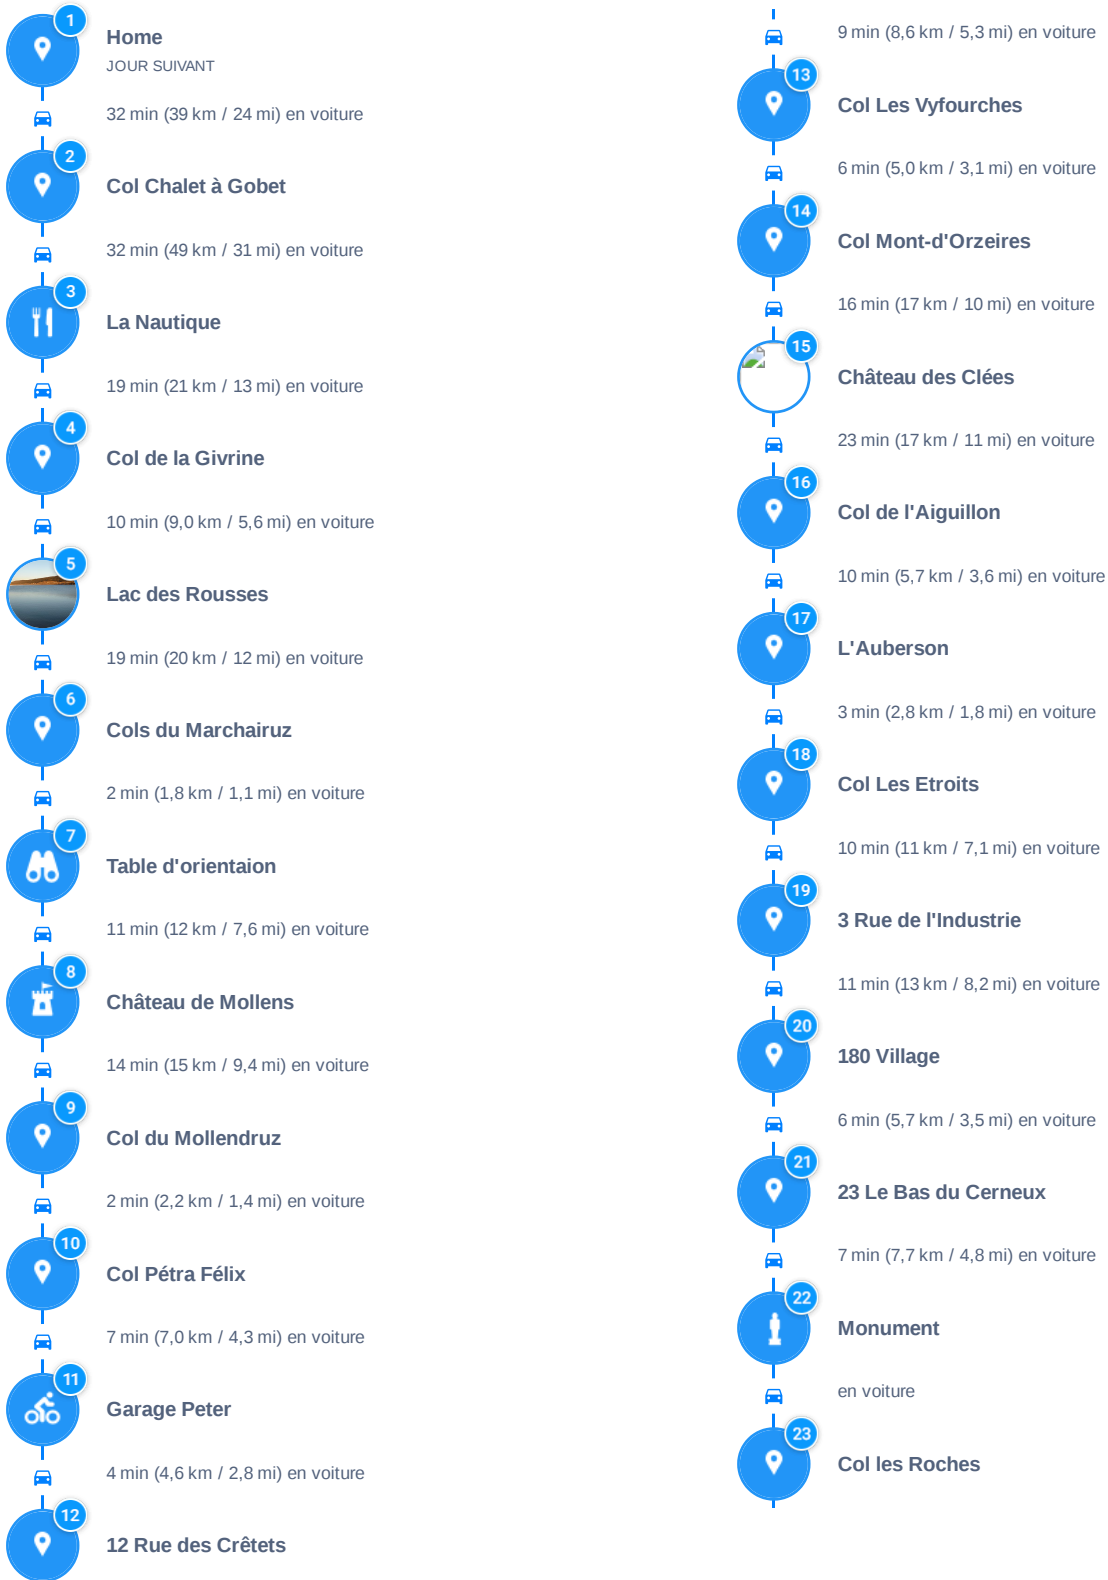 1
Home
JOUR SUIVANT
32 min (39 km / 24 mi) en voiture
2
Col Chalet à Gobet
32 min (49 km / 31 mi) en voiture
3
La Nautique
19 min (21 km / 13 mi) en voiture
4
Col de la Givrine
10 min (9,0 km / 5,6 mi) en voiture
5
Lac des Rousses
19 min (20 km / 12 mi) en voiture
6
Cols du Marchairuz
2 min (1,8 km / 1,1 mi) en voiture
7
Table d'orientaion
11 min (12 km / 7,6 mi) en voiture
8
Château de Mollens
14 min (15 km / 9,4 mi) en voiture
9
Col du Mollendruz
2 min (2,2 km / 1,4 mi) en voiture
10
Col Pétra Félix
7 min (7,0 km / 4,3 mi) en voiture
11
Garage Peter
4 min (4,6 km / 2,8 mi) en voiture
12
12 Rue des Crêtets
9 min (8,6 km / 5,3 mi) en voiture
13
Col Les Vyfourches
6 min (5,0 km / 3,1 mi) en voiture
14
Col Mont-d'Orzeires
16 min (17 km / 10 mi) en voiture
15
Château des Clées
23 min (17 km / 11 mi) en voiture
16
Col de l'Aiguillon
10 min (5,7 km / 3,6 mi) en voiture
17
L'Auberson
3 min (2,8 km / 1,8 mi) en voiture
18
Col Les Etroits
10 min (11 km / 7,1 mi) en voiture
19
3 Rue de l'Industrie
11 min (13 km / 8,2 mi) en voiture
20
180 Village
6 min (5,7 km / 3,5 mi) en voiture
21
23 Le Bas du Cerneux
7 min (7,7 km / 4,8 mi) en voiture
22
Monument
en voiture
23
Col les Roches